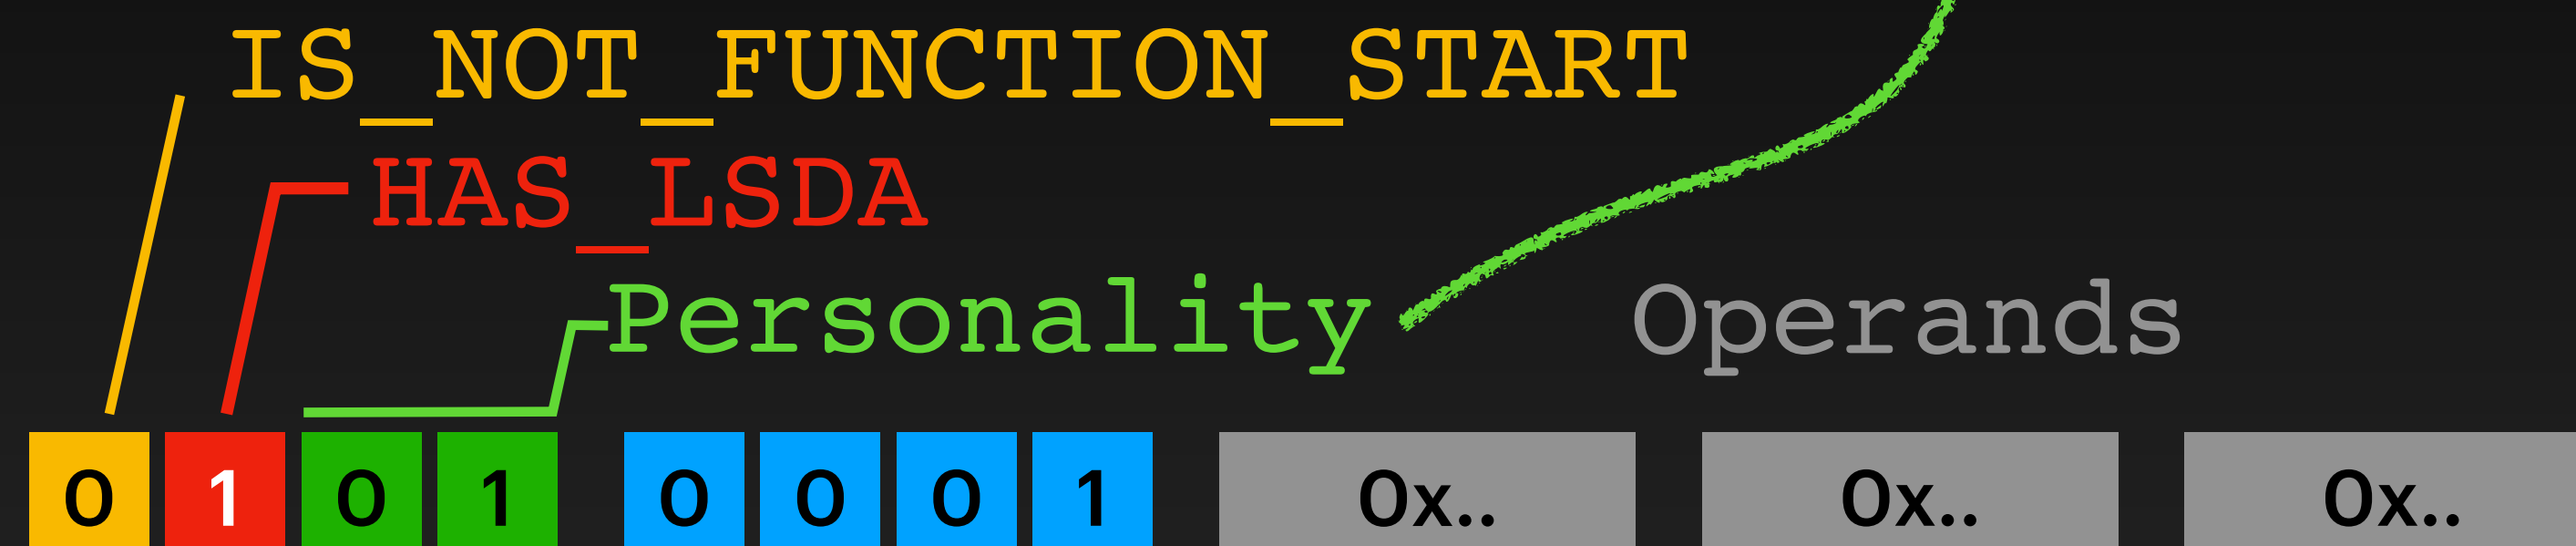 IS_NOT_FUNCTION_START
HAS_LSDA
Personality Operands
0 1 0 1 0 0 0 1 0x.. 0x.. 0x..